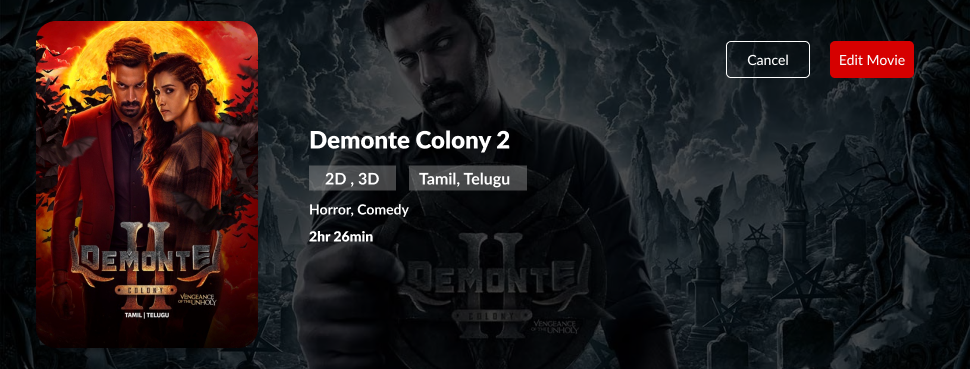 Cancel
Edit Movie
Demonte Colony 2
2D , 3D
Tamil, Telugu
Horror, Comedy
2hr 26min
II
DEMONTE
COLONY
VENGEANCE
OF THE UNHOLY
TAMIL | TELUGU
II
DEMONTE
COLONY
VENGEANCE
OF THE UNHOLY